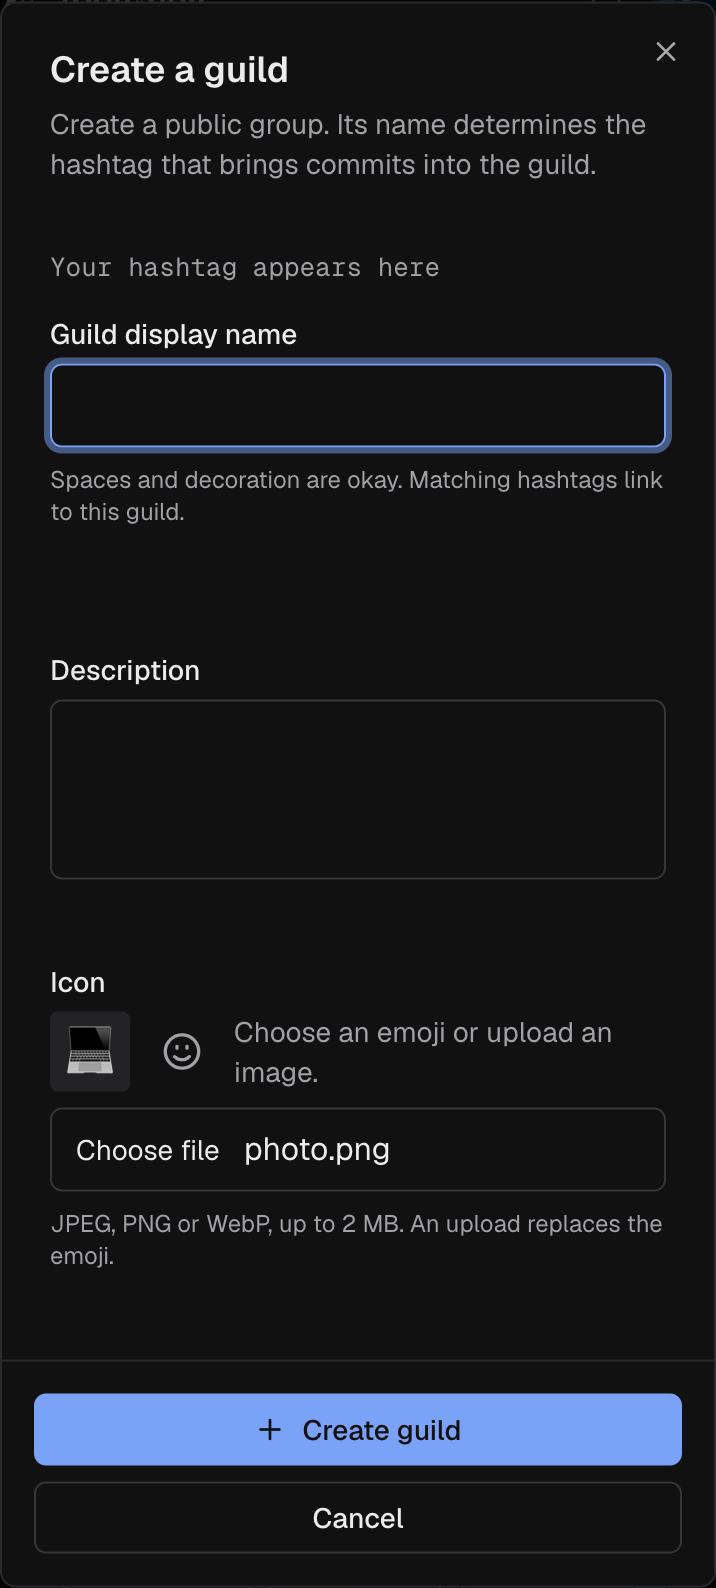 Create a guild
Create a public group. Its name determines the
hashtag that brings commits into the guild.
Your hashtag appears here
Guild display name
Spaces and decoration are okay. Matching hashtags link
to this guild.
Description
Icon
Choose an emoji or upload an
image.
Choose file photo.png
JPEG, PNG or WebP, up to 2 MB. An upload replaces the
emoji.
+ Create guild
Cancel